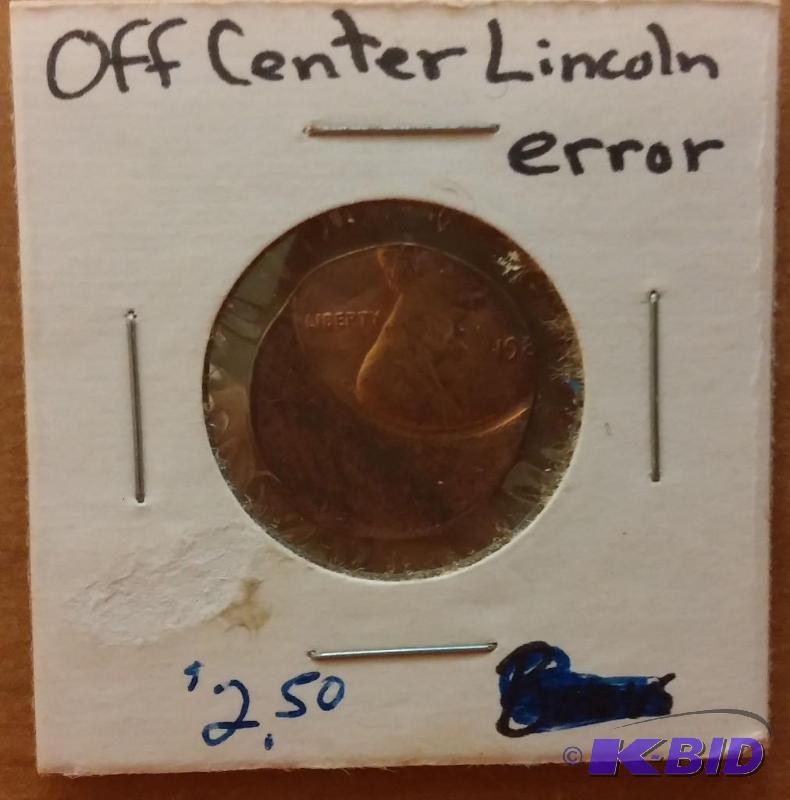 Off Center Lincoln
error
LIBERTY
198
$2.50
© K-BID